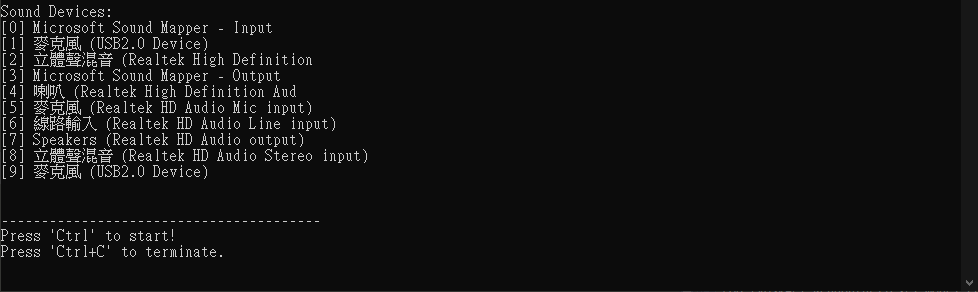 Sound Devices:
[0] Microsoft Sound Mapper - Input
[1] 麥克風 (USB2.0 Device)
[2] 立體聲混音 (Realtek High Definition
[3] Microsoft Sound Mapper - Output
[4] 喇叭 (Realtek High Definition Aud
[5] 麥克風 (Realtek HD Audio Mic input)
[6] 線路輸入 (Realtek HD Audio Line input)
[7] Speakers (Realtek HD Audio output)
[8] 立體聲混音 (Realtek HD Audio Stereo input)
[9] 麥克風 (USB2.0 Device)
----------------------------------------
Press 'Ctrl' to start!
Press 'Ctrl+C' to terminate.